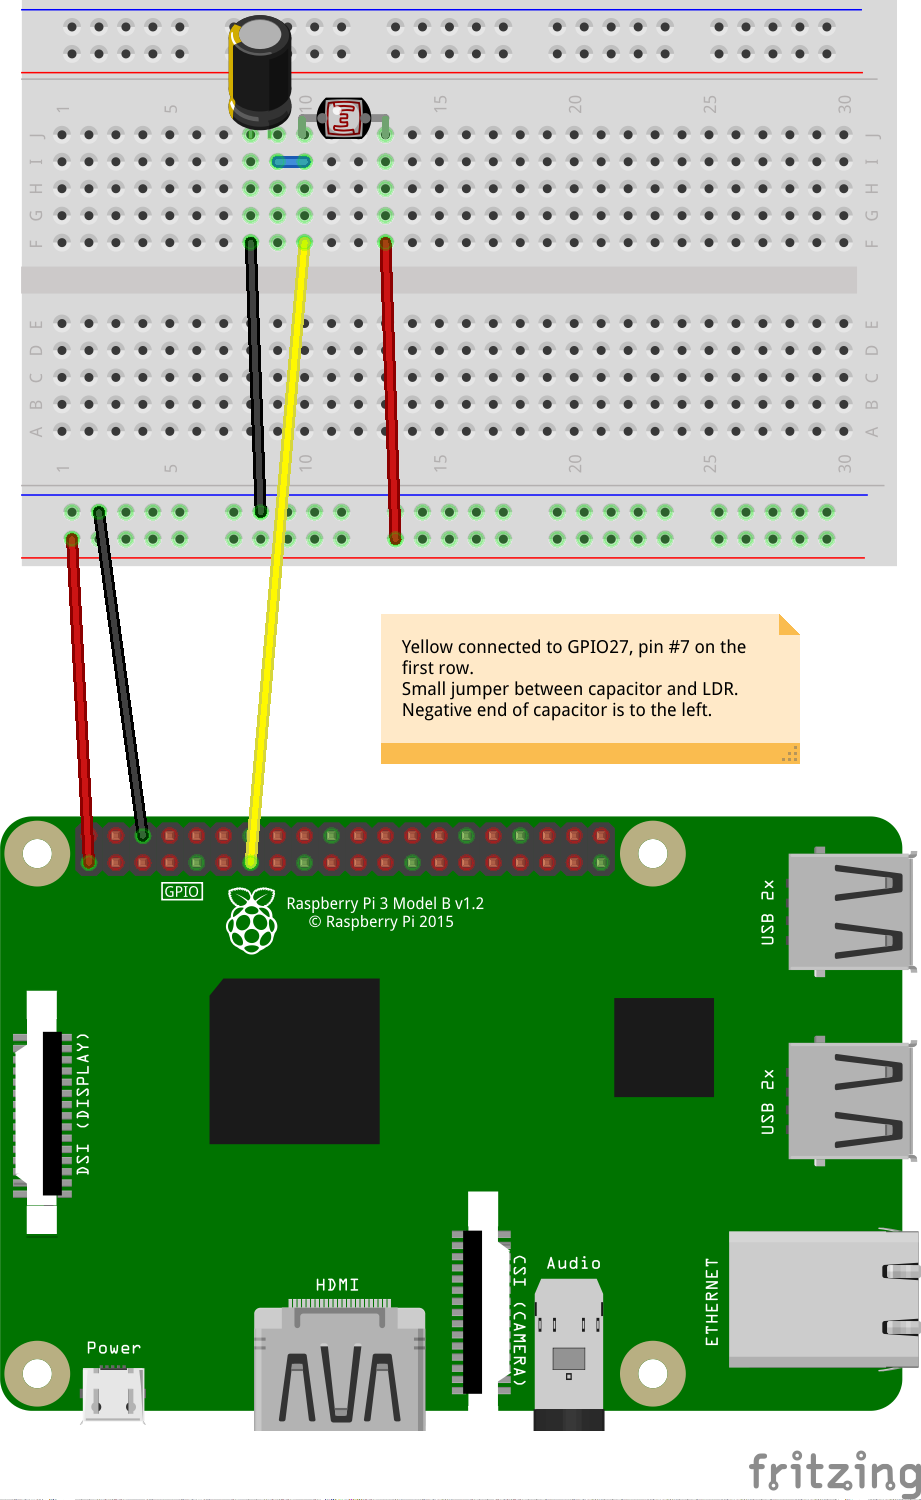 1 5 10 15 20 25 30
J J
I I
H H
G G
F F
E E
D D
C C
B B
A A
1 5 10 15 20 25 30
Yellow connected to GPIO27, pin #7 on the
first row.
Small jumper between capacitor and LDR.
Negative end of capacitor is to the left.
GPIO
Raspberry Pi 3 Model B v1.2
© Raspberry Pi 2015
USB 2x
DSI (DISPLAY)
USB 2x
CSI (CAMERA)
Audio
ETHERNET
HDMI
Power
fritzing